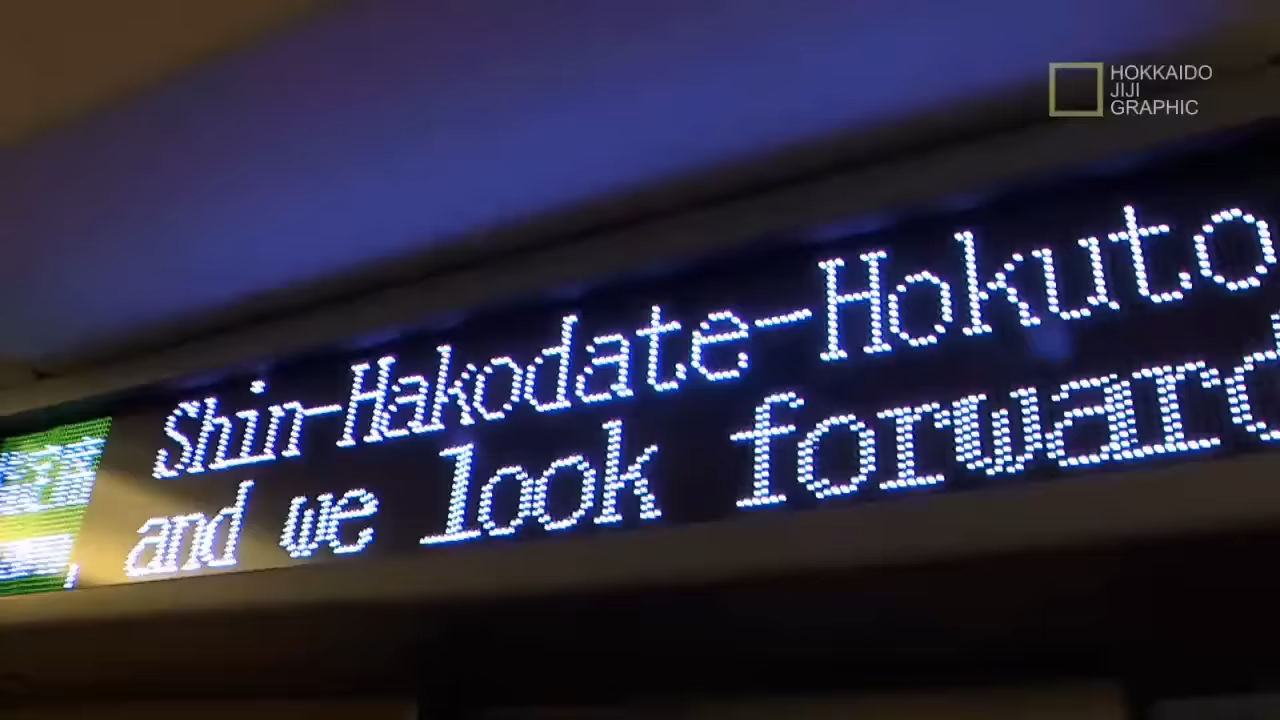 HOKKAIDO
JIJI
GRAPHIC
Shin-Hakodate-Hokuto
and we look forward